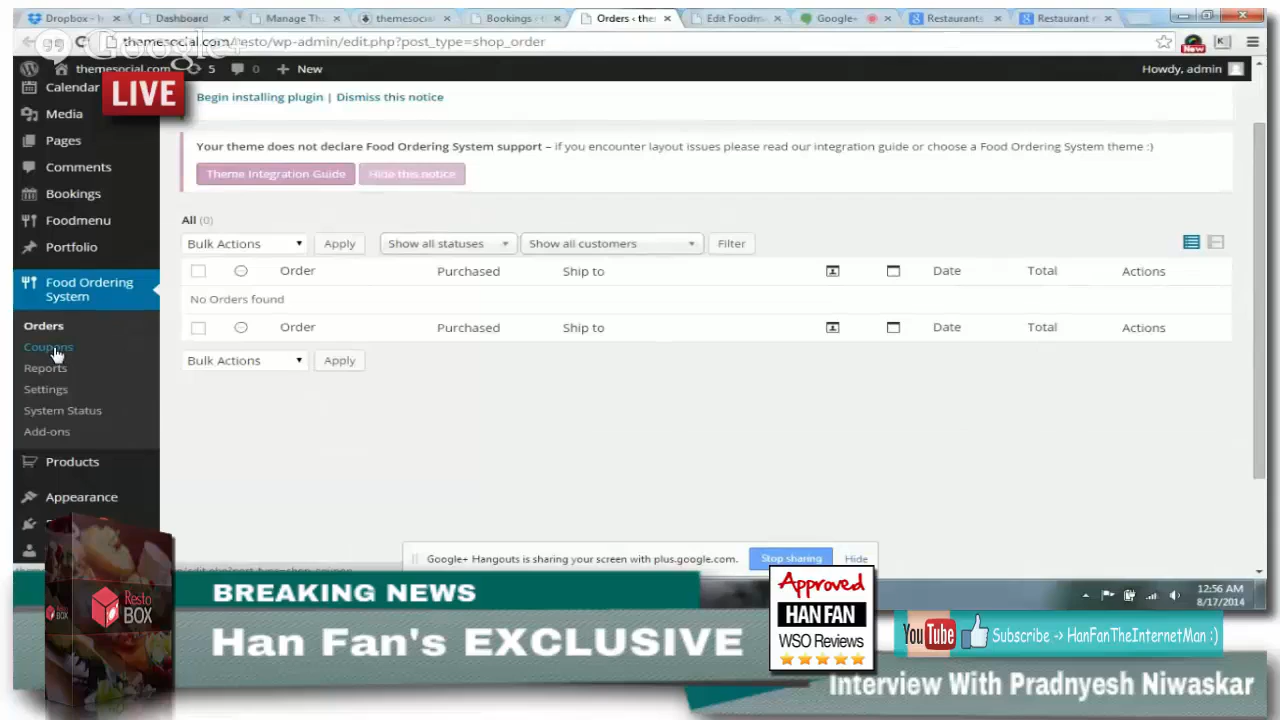 Dropbox - I
Dashboard
Manage Th
themesocial
Bookings
Orders ‹ the
Edit Foodm
Google+
Restaurants
Restaurant
themesocial.com/resto/wp-admin/edit.php?post_type=shop_order
New
Google+
themesocial.com
5
0
New
Howdy, admin
LIVE
Calendar
Media
Pages
Comments
Bookings
Foodmenu
Portfolio
Food Ordering
System
Orders
Coupons
Reports
Settings
System Status
Add-ons
Products
Appearance
Begin installing plugin | Dismiss this notice
Your theme does not declare Food Ordering System support – if you encounter layout issues please read our integration guide or choose a Food Ordering System theme :)
Theme Integration Guide
Hide this notice
All (0)
Bulk Actions
Apply
Show all statuses
Show all customers
Filter
Order Purchased Ship to Date Total Actions
No Orders found
Order Purchased Ship to Date Total Actions
Bulk Actions
Apply
Google+ Hangouts is sharing your screen with plus.google.com.
Stop sharing
Hide
12:56 AM
8/17/2014
Resto
BOX
BREAKING NEWS
Han Fan's EXCLUSIVE
Approved
HAN FAN
WSO Reviews
YouTube
Subscribe -> HanFanTheInternetMan :)
Interview With Pradnyesh Niwaskar